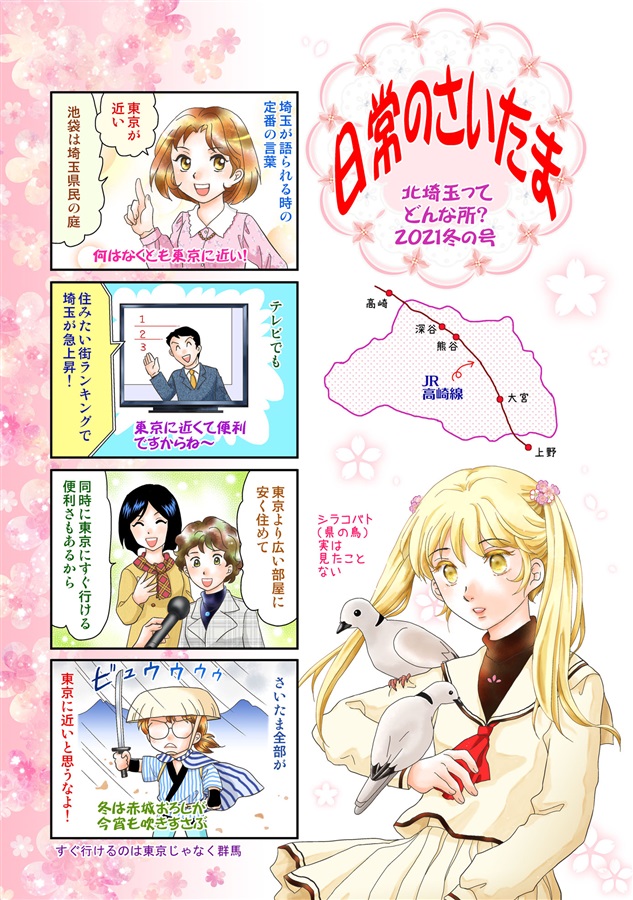 日常のさいたま
北埼玉って
どんな所?
2021冬の号
埼玉が語られる時の
定番の言葉
東京が
近い
池袋は埼玉県民の庭
何はなくとも東京に近い!
テレビでも
1
2
3
住みたい街ランキングで
埼玉が急上昇!
東京に近くて便利
ですからね~
東京より広い部屋に
安く住めて
同時に東京にすぐ行ける
便利さもあるから
ビュウウゥゥ
さいたま全部が
東京に近いと思うなよ!
冬は赤城おろしが
今宵も吹きすさぶ
すぐ行けるのは東京じゃなく群馬
高崎
深谷
熊谷
JR
高崎線
大宮
上野
シラコバト
(県の鳥)
実は
見たこと
ない